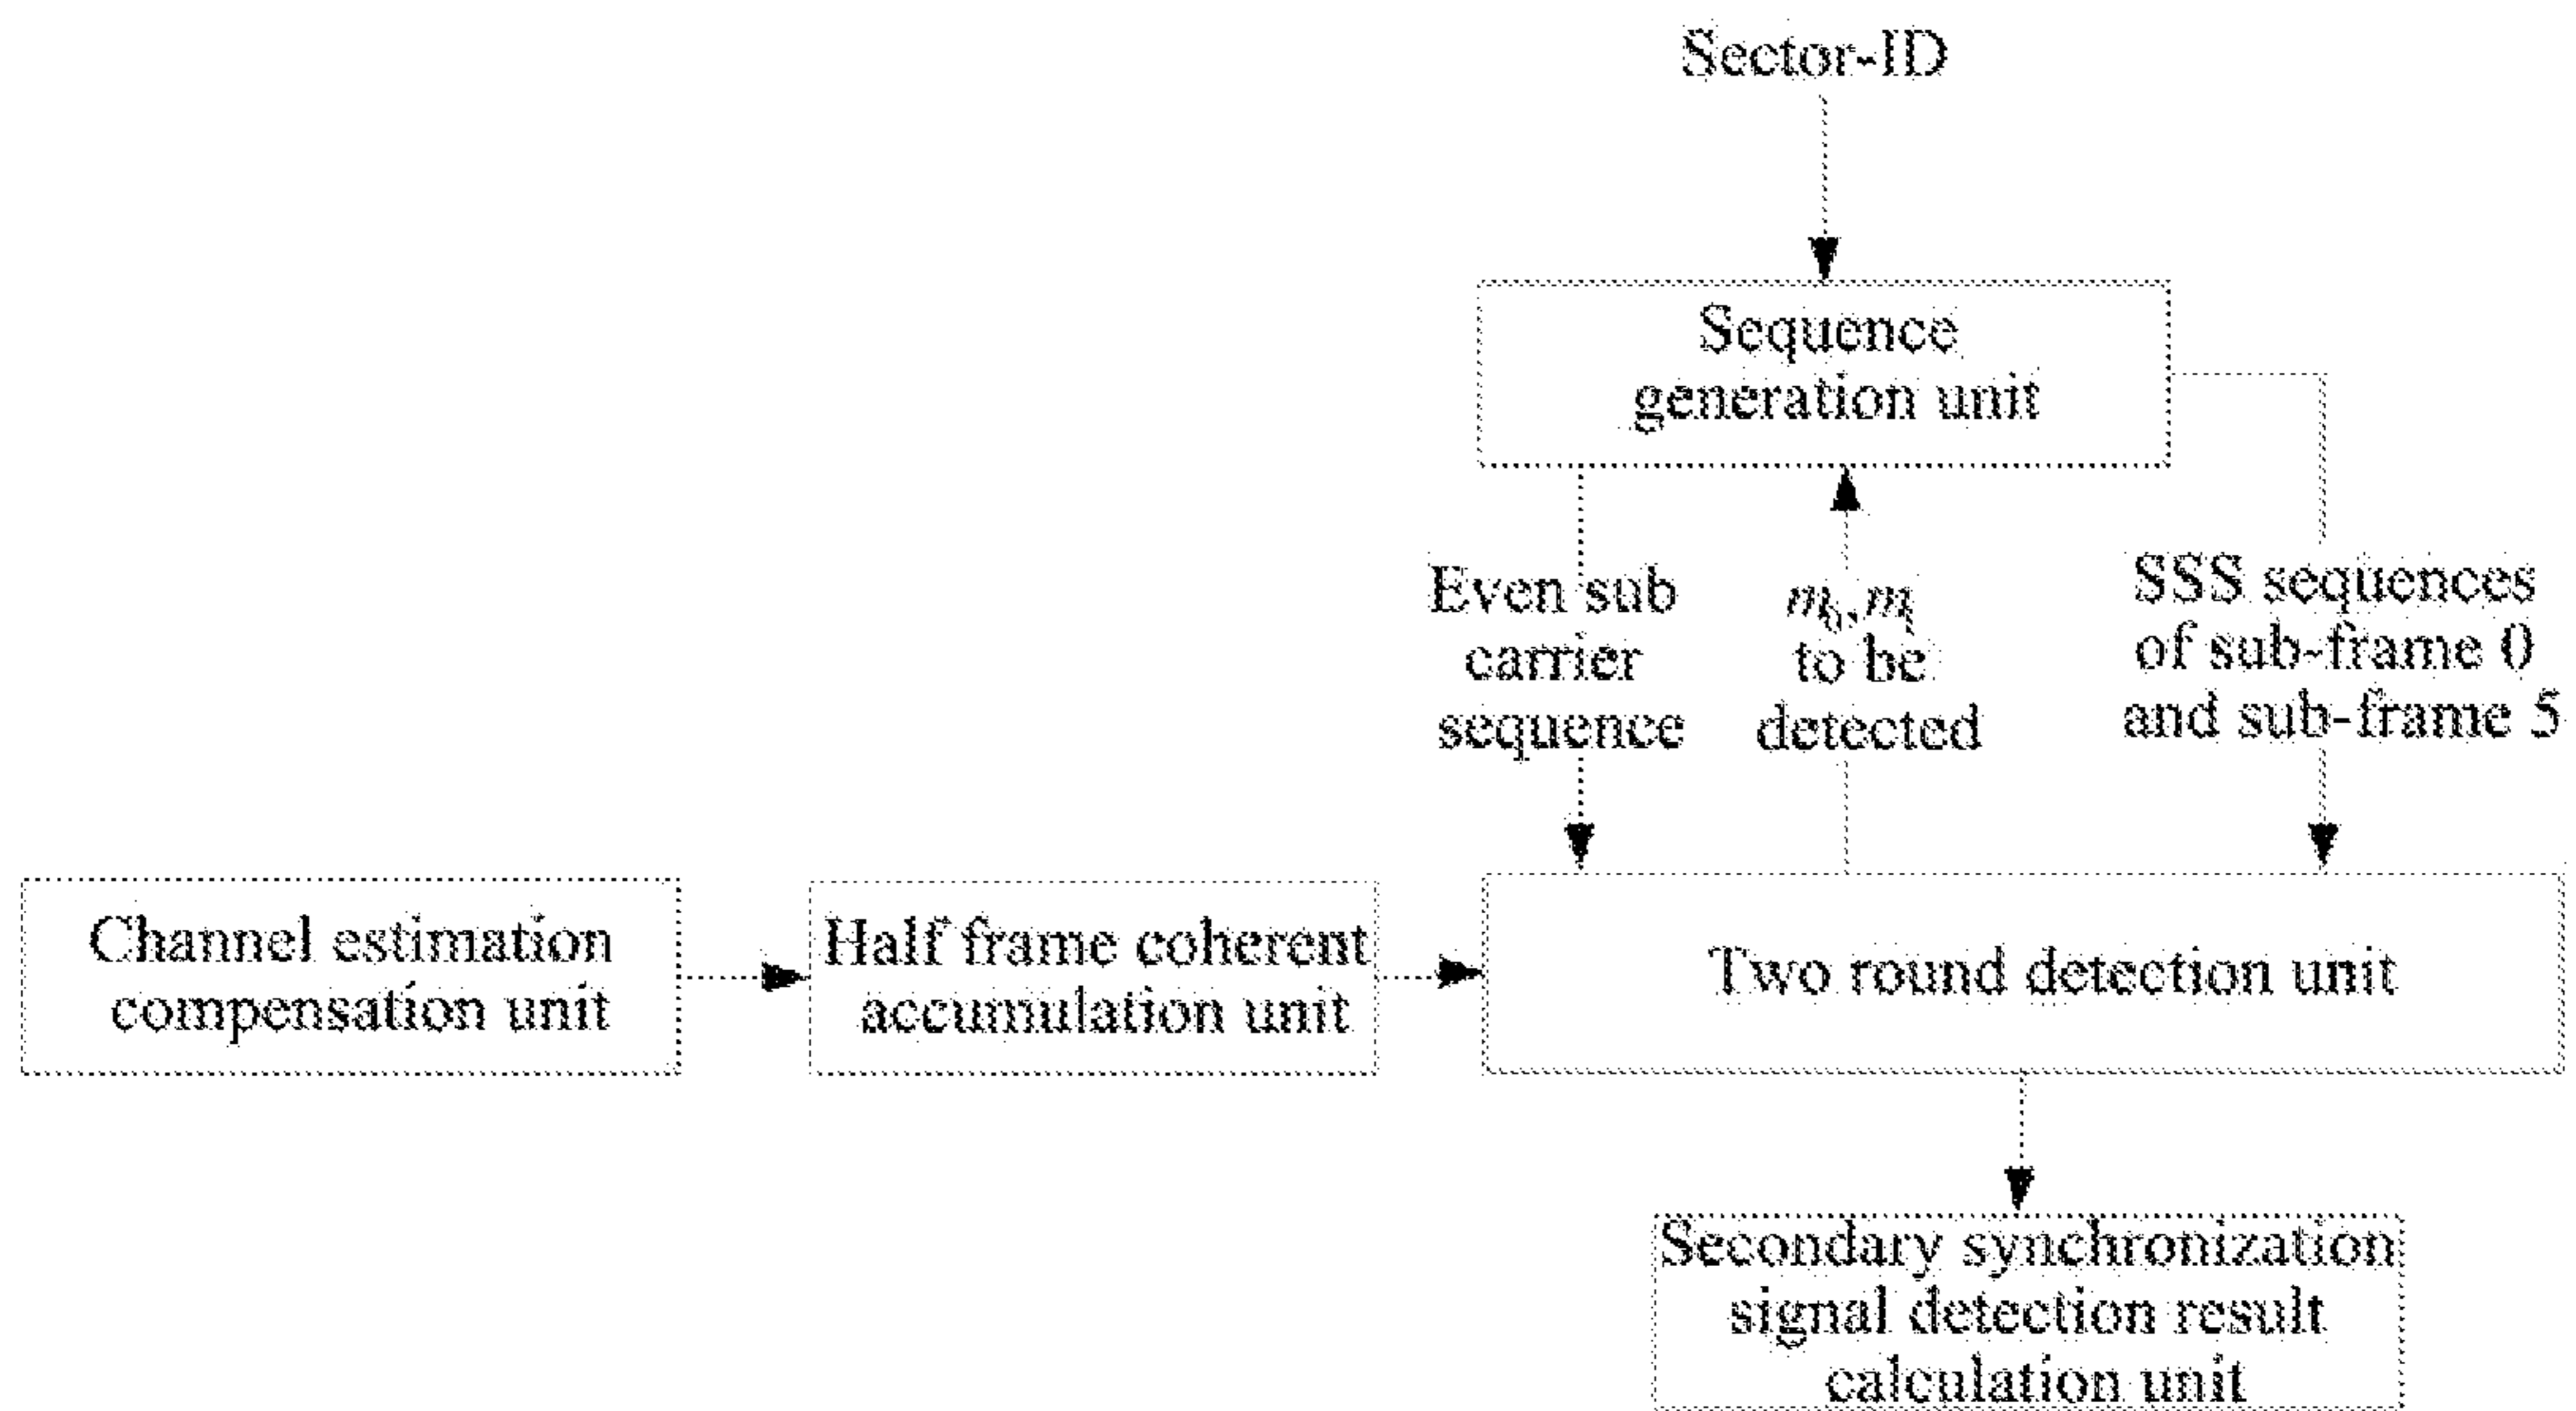 Sector-ID
Sequence
generation unit
Even sub
carrier
sequence
m₀, m₁
to be
detected
SSS sequences
of sub-frame 0
and sub-frame 5
Channel estimation
compensation unit
Half frame coherent
accumulation unit
Two round detection unit
Secondary synchronization
signal detection result
calculation unit